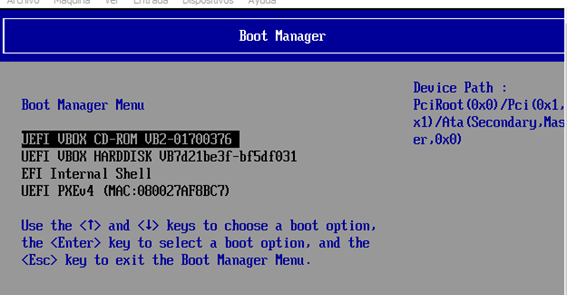 Archivo Máquina Ver Entrada Dispositivos Ayuda
Boot Manager
Device Path :
Boot Manager Menu
PciRoot(0x0)/Pci(0x1,
x1)/Ata(Secondary,Mas
UEFI VBOX CD-ROM VB2-01700376
er,0x0)
UEFI VBOX HARDDISK VB7d21be3f-bf5df031
EFI Internal Shell
UEFI PXEv4 (MAC:080027AF8BC7)
Use the <↑> and <↓> keys to choose a boot option,
the <Enter> key to select a boot option, and the
<Esc> key to exit the Boot Manager Menu.